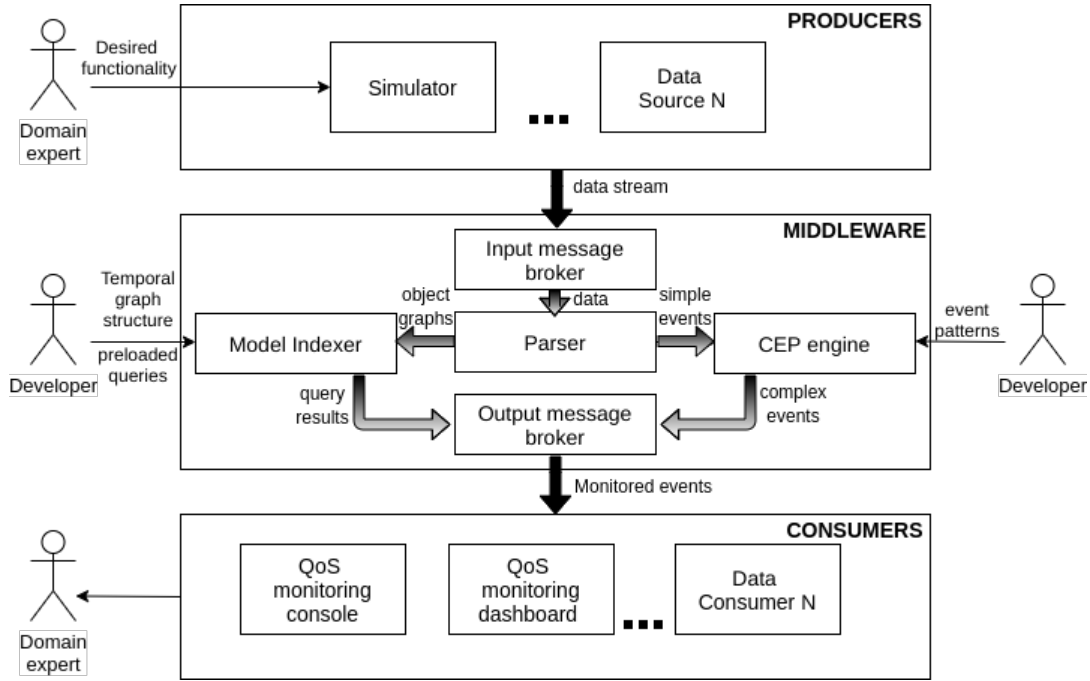 PRODUCERS
Desired
functionality
Simulator
Data
Source N
Domain
expert
data stream
MIDDLEWARE
Input message
broker
Temporal
graph
structure
object
graphs
data
simple
events
event
patterns
Model Indexer
Parser
CEP engine
preloaded
queries
Developer
Developer
query
results
complex
events
Output message
broker
Monitored events
CONSUMERS
QoS
monitoring
console
QoS
monitoring
dashboard
Data
Consumer N
Domain
expert